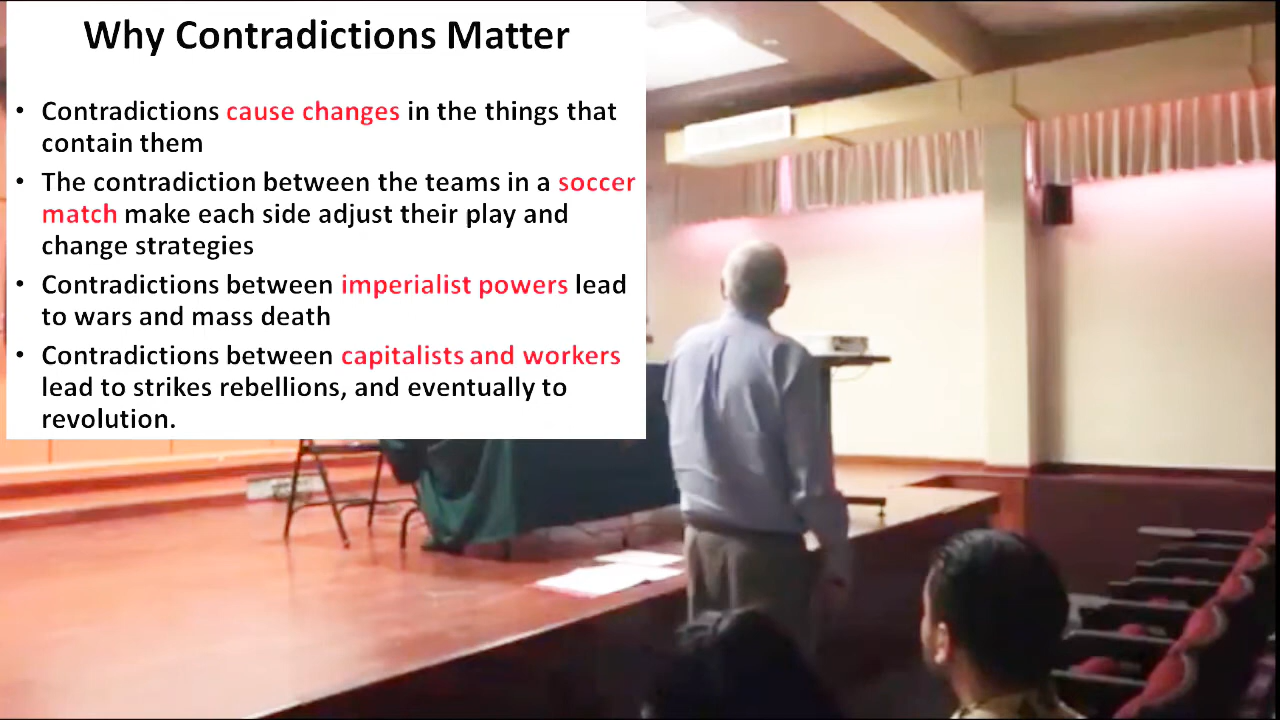 Why Contradictions Matter
• Contradictions cause changes in the things that
contain them
• The contradiction between the teams in a soccer
match make each side adjust their play and
change strategies
• Contradictions between imperialist powers lead
to wars and mass death
• Contradictions between capitalists and workers
lead to strikes rebellions, and eventually to
revolution.